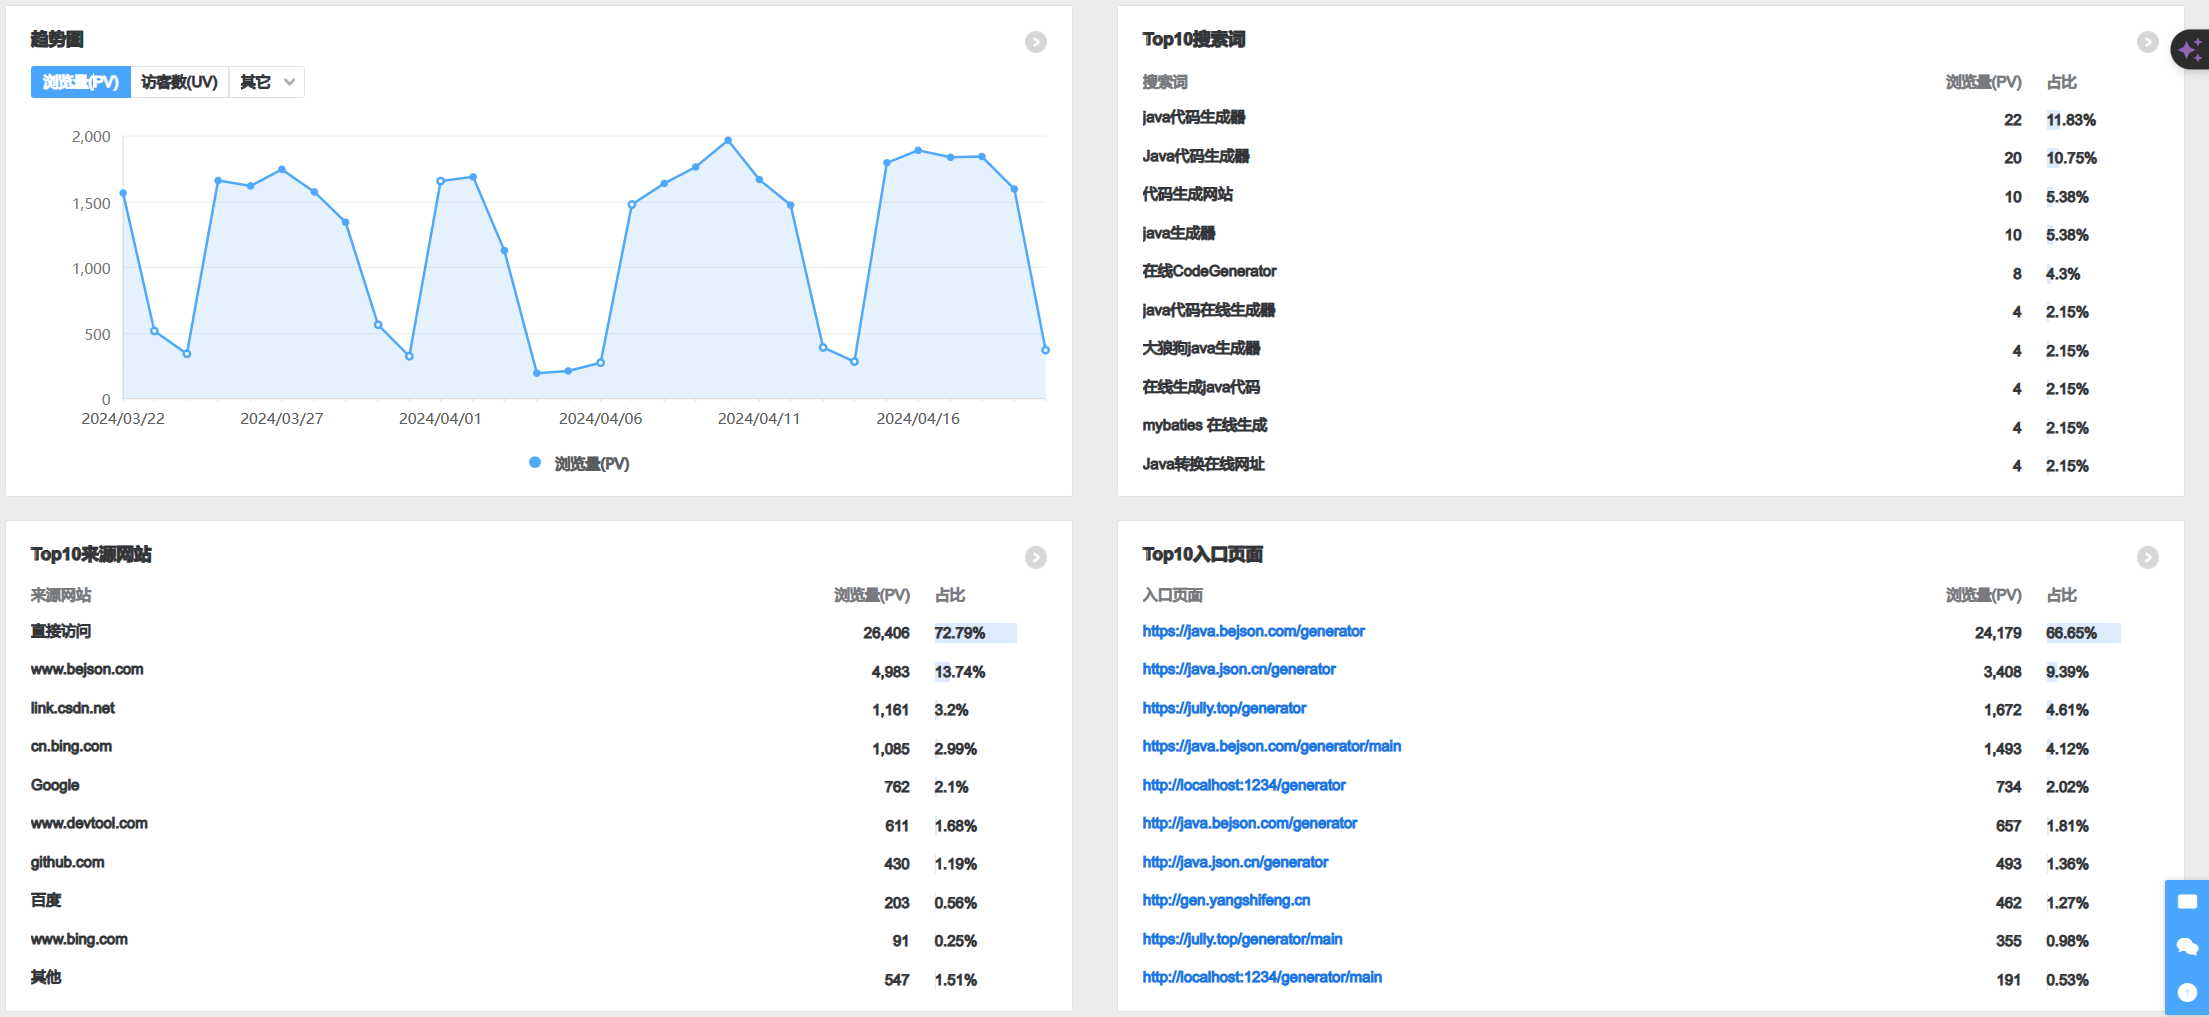 趋势图
浏览量(PV) 访客数(UV) 其它
2,000
1,500
1,000
500
0
2024/03/22 2024/03/27 2024/04/01 2024/04/06 2024/04/11 2024/04/16
浏览量(PV)
Top10搜索词
搜索词 浏览量(PV) 占比
java代码生成器 22 11.83%
Java代码生成器 20 10.75%
代码生成网站 10 5.38%
java生成器 10 5.38%
在线CodeGenerator 8 4.3%
java代码在线生成器 4 2.15%
大狼狗java生成器 4 2.15%
在线生成java代码 4 2.15%
mybaties 在线生成 4 2.15%
Java转换在线网址 4 2.15%
Top10来源网站
来源网站 浏览量(PV) 占比
直接访问 26,406 72.79%
www.bejson.com 4,983 13.74%
link.csdn.net 1,161 3.2%
cn.bing.com 1,085 2.99%
Google 762 2.1%
www.devtool.com 611 1.68%
github.com 430 1.19%
百度 203 0.56%
www.bing.com 91 0.25%
其他 547 1.51%
Top10入口页面
入口页面 浏览量(PV) 占比
https://java.bejson.com/generator 24,179 66.65%
https://java.json.cn/generator 3,408 9.39%
https://jully.top/generator 1,672 4.61%
https://java.bejson.com/generator/main 1,493 4.12%
http://localhost:1234/generator 734 2.02%
http://java.bejson.com/generator 657 1.81%
http://java.json.cn/generator 493 1.36%
http://gen.yangshifeng.cn 462 1.27%
https://jully.top/generator/main 355 0.98%
http://localhost:1234/generator/main 191 0.53%